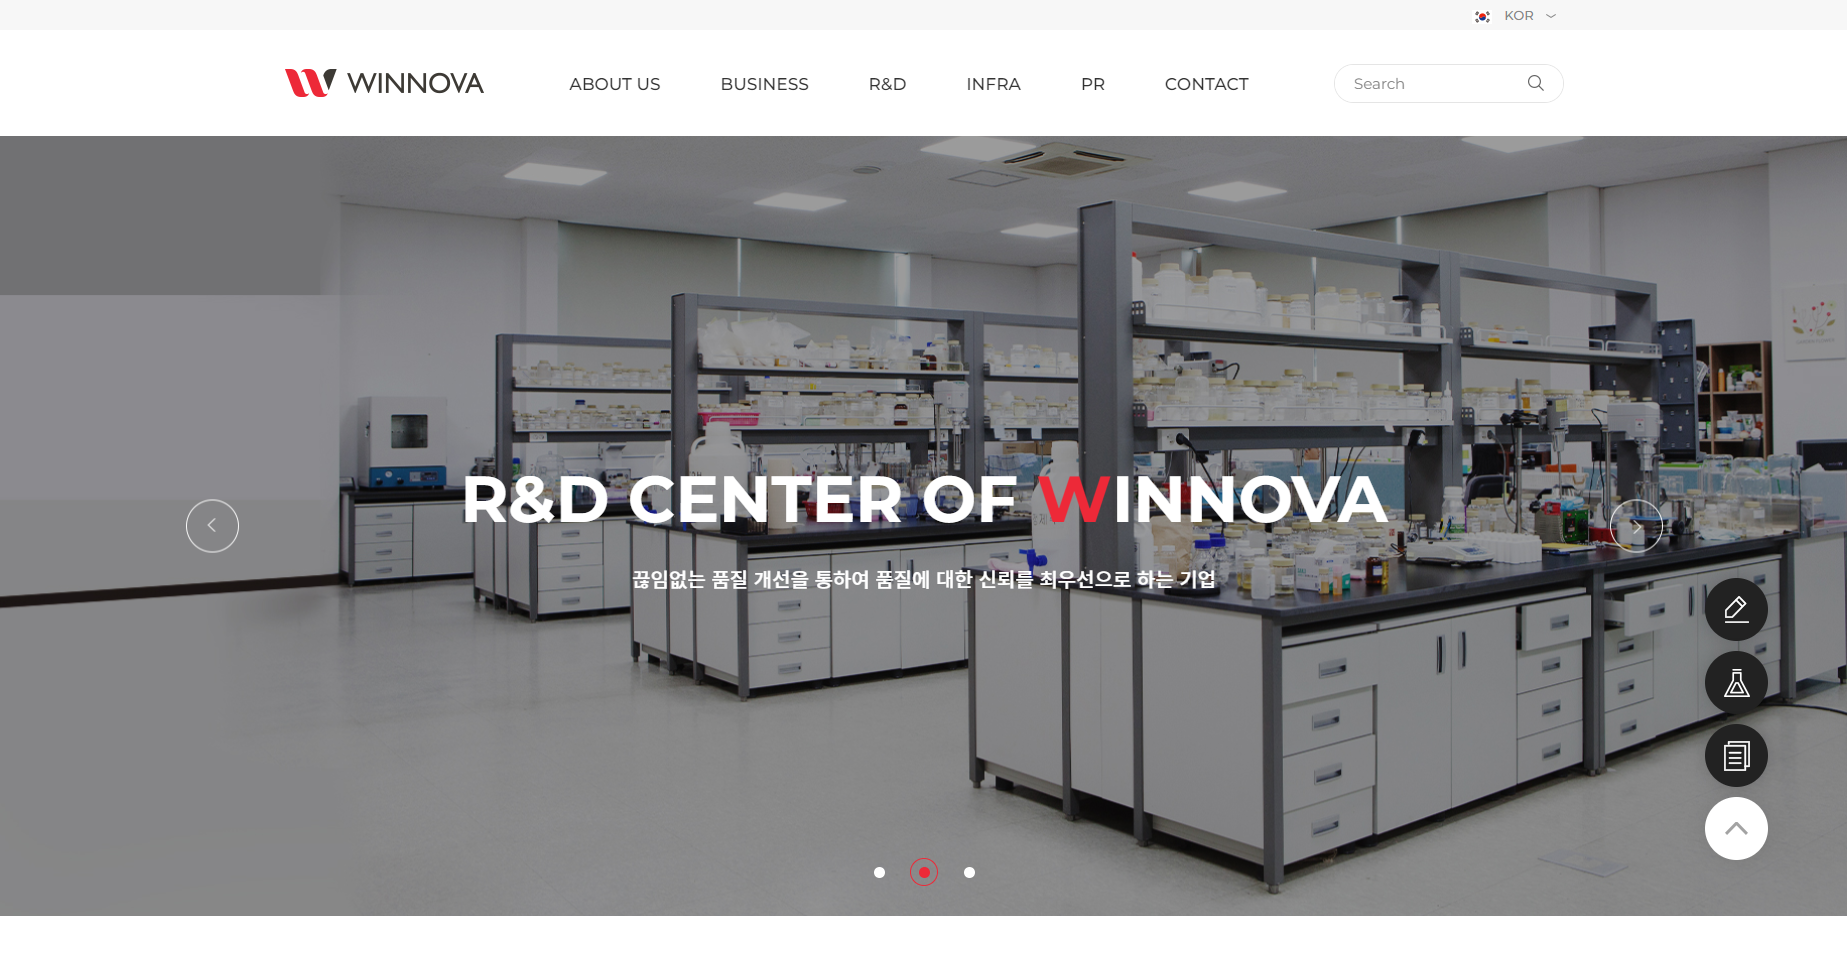 KOR
WINNOVA
ABOUT US
BUSINESS
R&D
INFRA
PR
CONTACT
Search
R&D CENTER OF WINNOVA
끊임없는 품질 개선을 통하여 품질에 대한 신뢰를 최우선으로 하는 기업